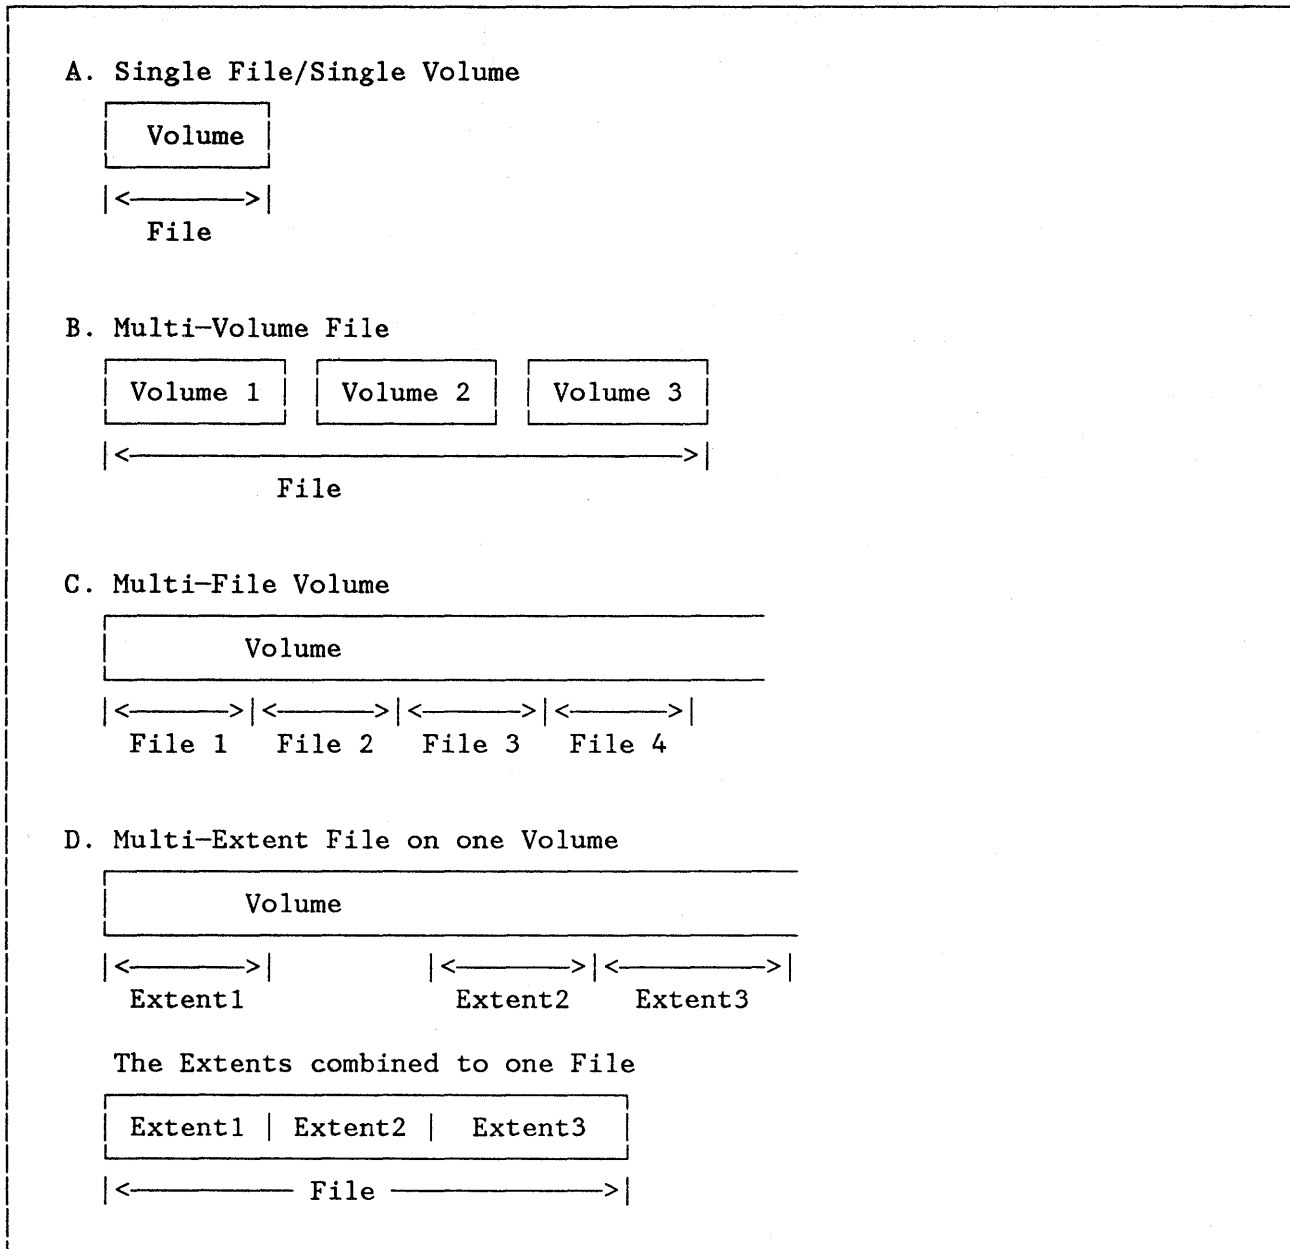 A. Single File/Single Volume
Volume
|<———>|
File
B. Multi—Volume File
Volume 1 Volume 2 Volume 3
|<——————————>|
File
C. Multi—File Volume
Volume
|<———>|<———>|<———>|<———>|
File 1 File 2 File 3 File 4
D. Multi—Extent File on one Volume
Volume
|<———>| |<———>|<———>|
Extent1 Extent2 Extent3
The Extents combined to one File
Extent1 | Extent2 | Extent3
|<——— File ———>|